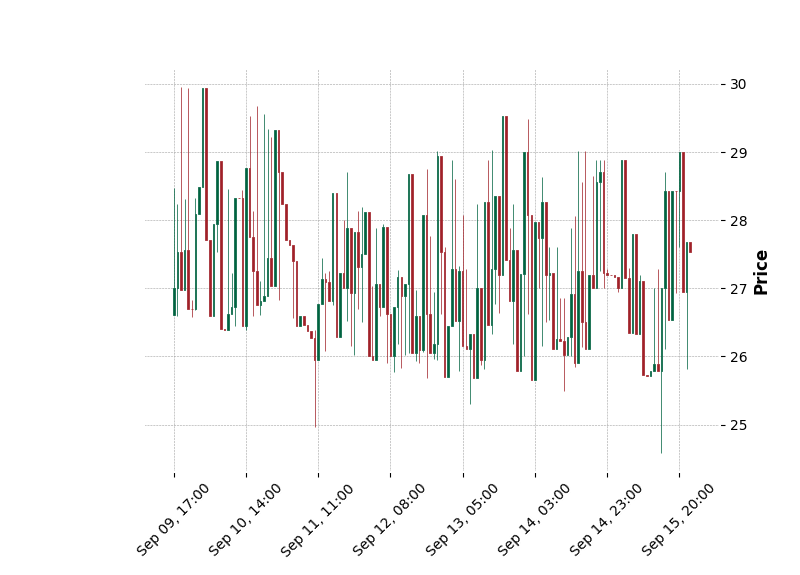 30
29
28
27
26
25
Price
Sep 09, 17:00
Sep 10, 14:00
Sep 11, 11:00
Sep 12, 08:00
Sep 13, 05:00
Sep 14, 03:00
Sep 14, 23:00
Sep 15, 20:00